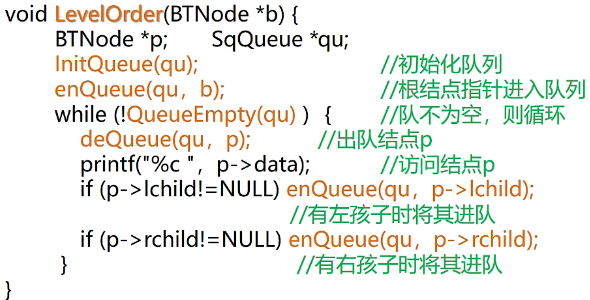 void LevelOrder(BTNode *b) {
BTNode *p; SqQueue *qu;
InitQueue(qu); //初始化队列
enQueue(qu，b); //根结点指针进入队列
while (!QueueEmpty(qu) ) { //队不为空，则循环
deQueue(qu，p); //出队结点p
printf("%c "，p->data); //访问结点p
if (p->lchild!=NULL) enQueue(qu，p->lchild);
//有左孩子时将其进队
if (p->rchild!=NULL) enQueue(qu，p->rchild);
} //有右孩子时将其进队
}